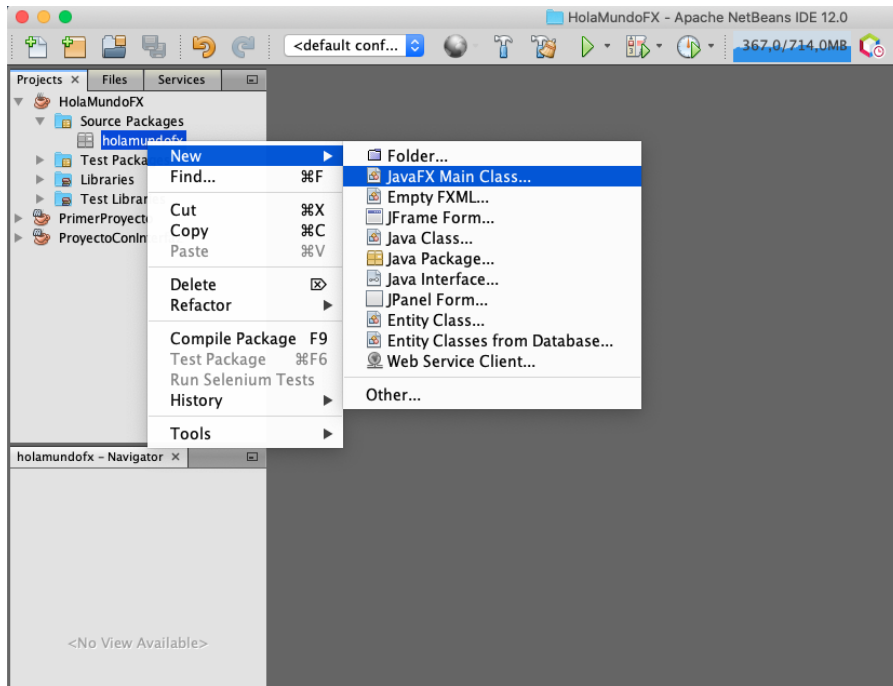 HolaMundoFX - Apache NetBeans IDE 12.0
<default conf...
367,0/714,0MB
Projects × Files Services
HolaMundoFX
Source Packages
holamundofx
Test Packa
Libraries
Test Librar
PrimerProyecto
ProyectoConIn
New
Find... ⌘F
Cut ⌘X
Copy ⌘C
Paste ⌘V
Delete ⌦
Refactor
Compile Package F9
Test Package ⌘F6
Run Selenium Tests
History
Tools
Folder...
JavaFX Main Class...
Empty FXML...
JFrame Form...
Java Class...
Java Package...
Java Interface...
JPanel Form...
Entity Class...
Entity Classes from Database...
Web Service Client...
Other...
holamundofx - Navigator ×
<No View Available>